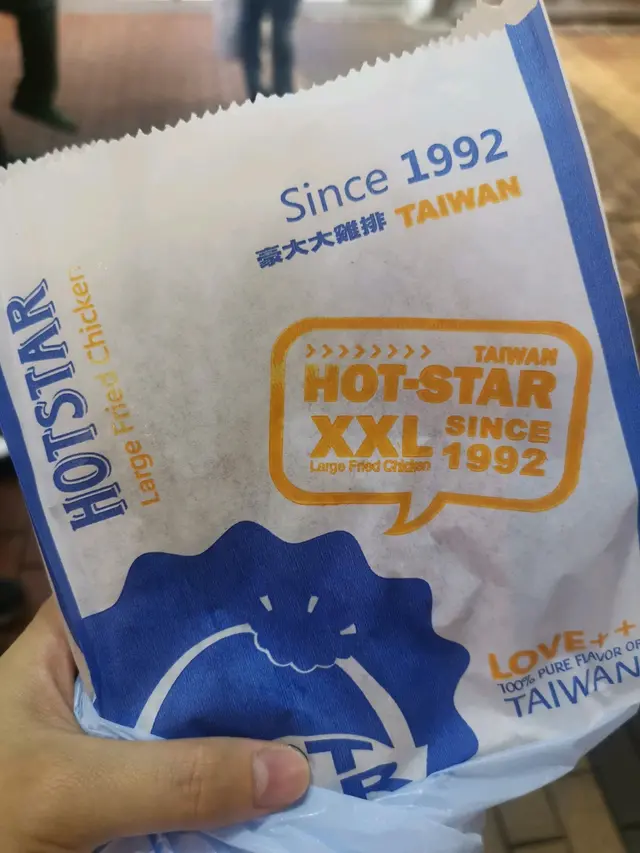 Since 1992
豪大大雞排 TAIWAN
HOTSTAR
Large Fried Chicken
>>>>>>>> TAIWAN
HOT-STAR
XXL SINCE
Large Fried Chicken 1992
LOVE++
100% PURE FLAVOR OF
TAIWAN